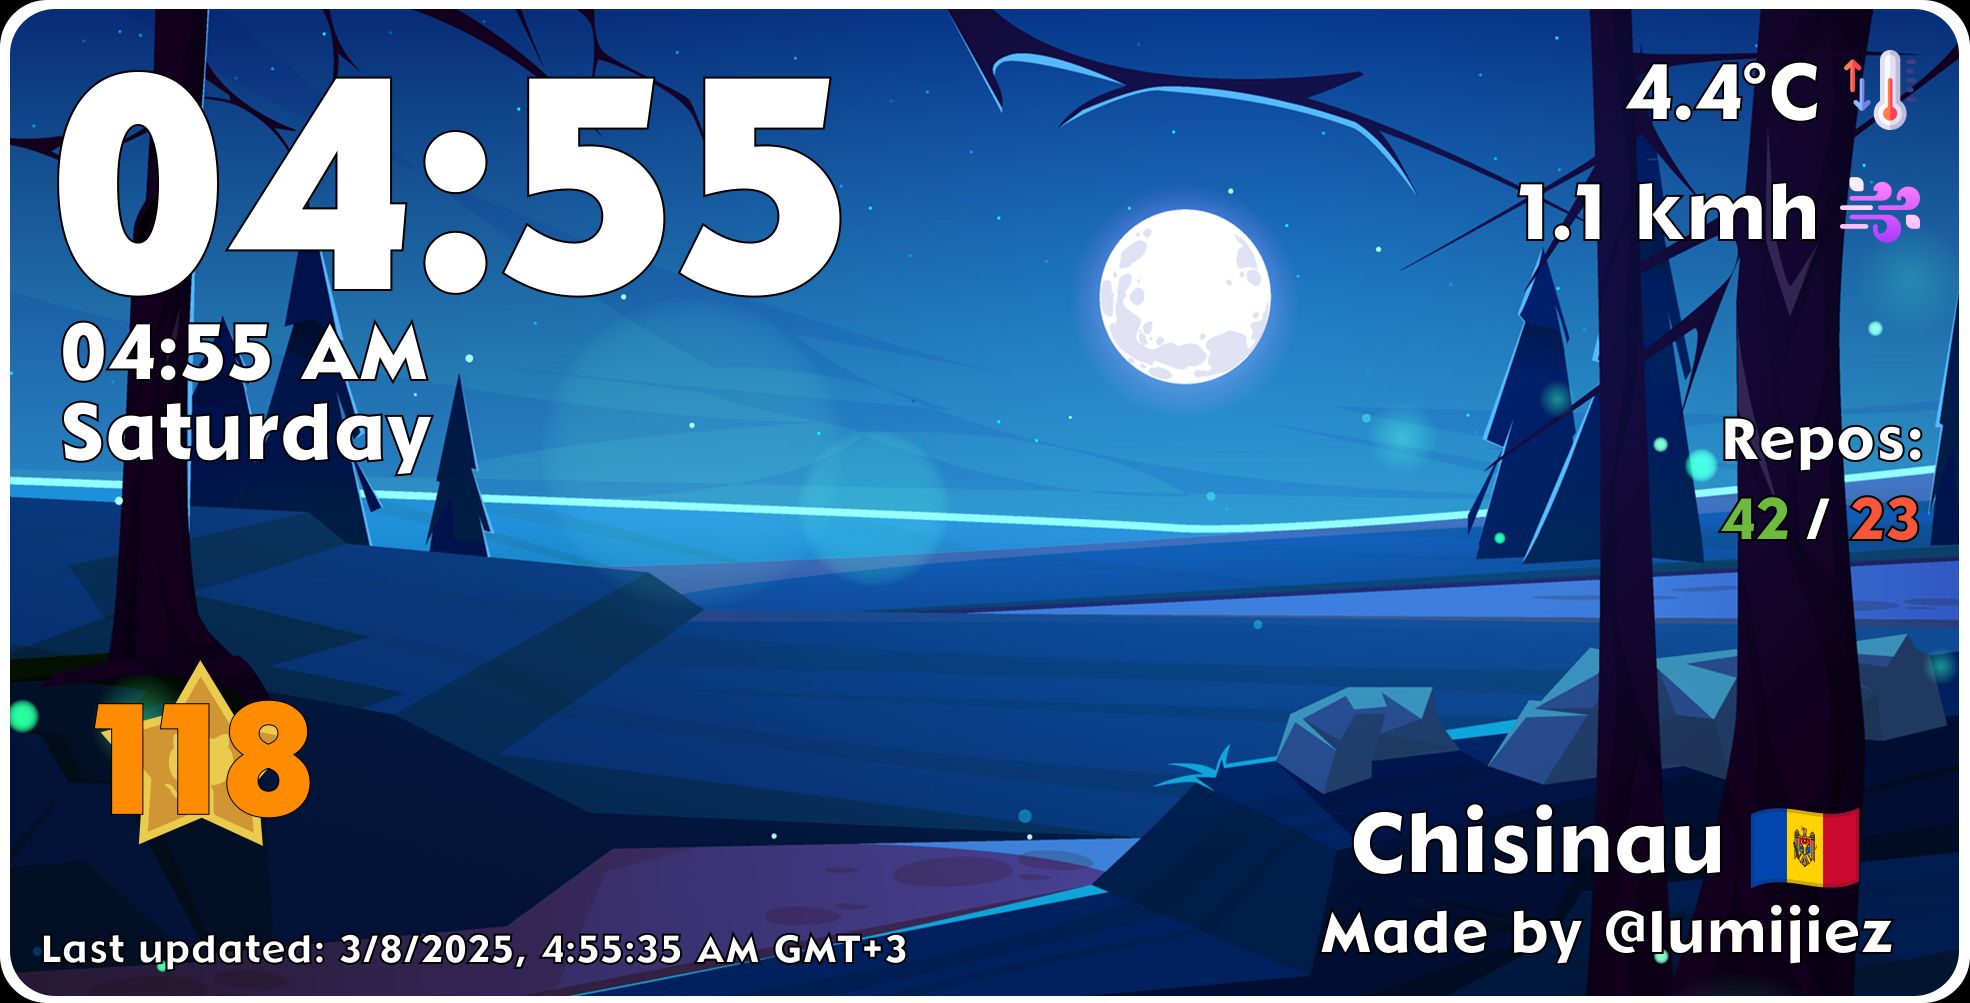 04:55
04:55 AM
Saturday
4.4°C
1.1 kmh
Repos:
42 / 23
118
Chisinau
Made by @lumijiez
Last updated: 3/8/2025, 4:55:35 AM GMT+3